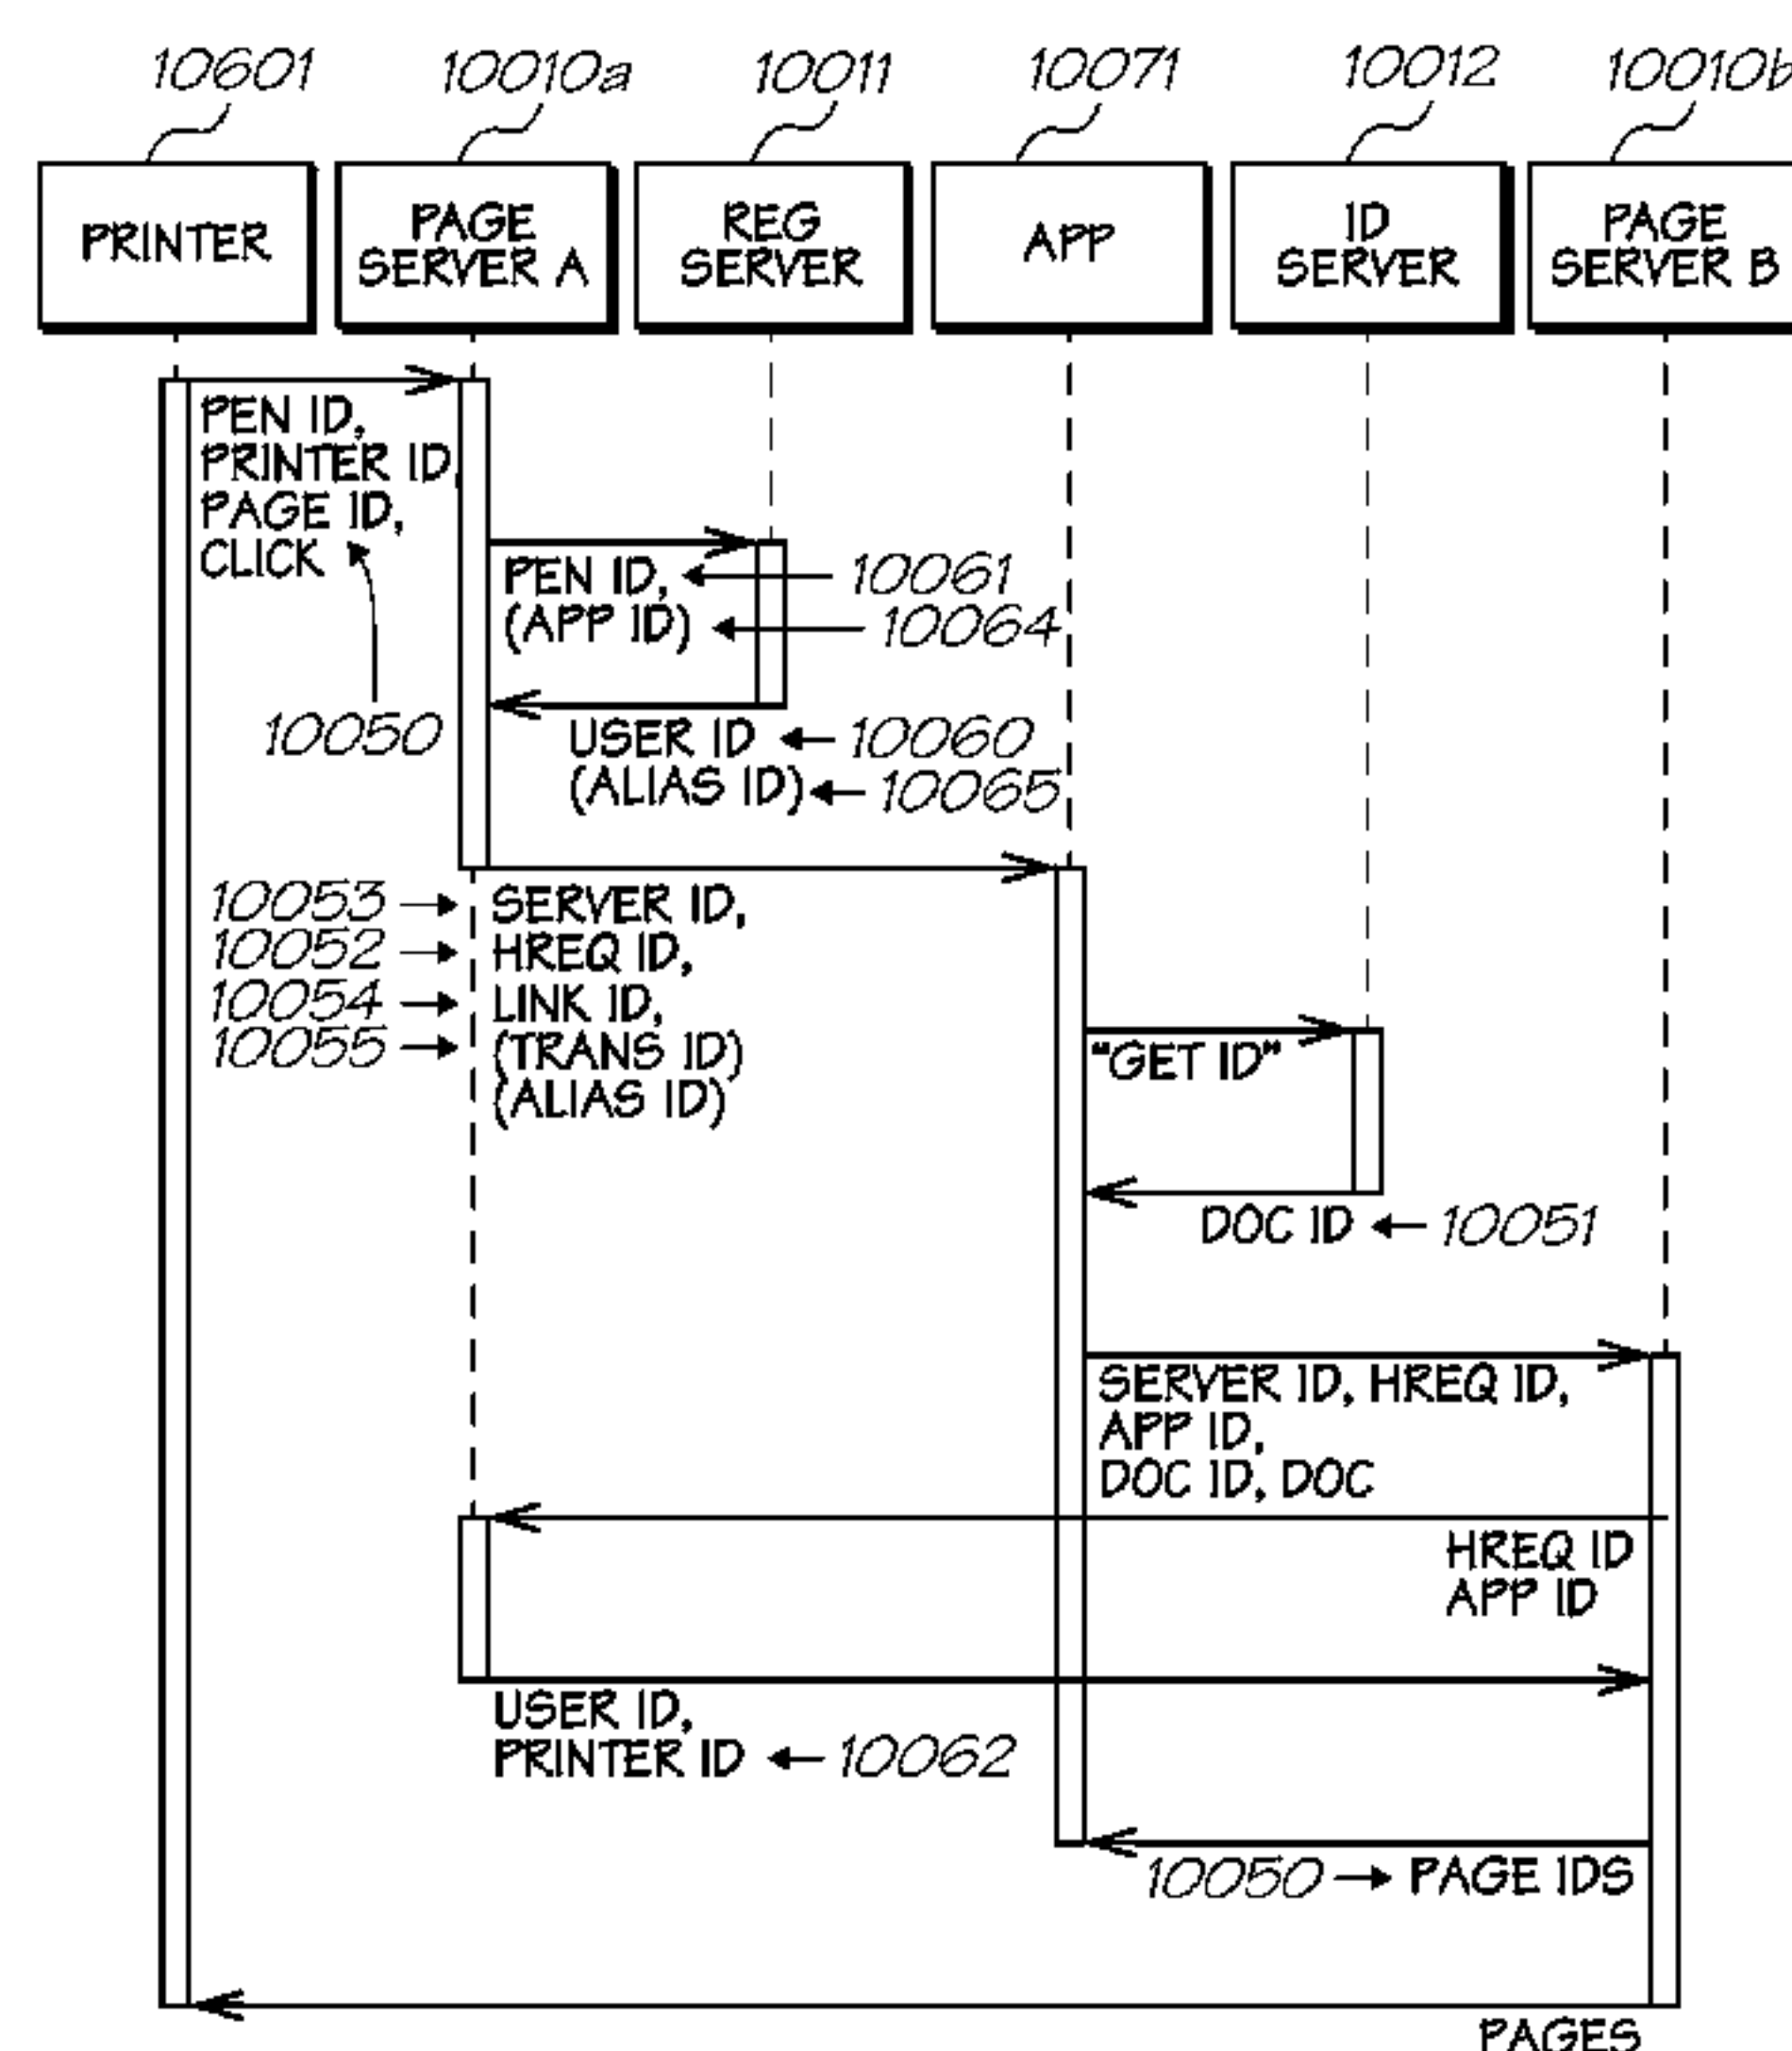 10601 10010a 10011 10071 10012 10010b
PRINTER
PAGE
SERVER A
REG
SERVER
APP
ID
SERVER
PAGE
SERVER B
PEN ID,
PRINTER ID,
PAGE ID,
CLICK
10050
PEN ID, 10061
(APP ID) 10064
USER ID 10060
(ALIAS ID) 10065
10053 SERVER ID,
10052 HREQ ID,
10054 LINK ID,
10055 (TRANS ID)
(ALIAS ID)
"GET ID"
DOC ID 10051
SERVER ID, HREQ ID,
APP ID,
DOC ID, DOC
HREQ ID
APP ID
USER ID,
PRINTER ID 10062
10050 PAGE IDS
PAGES